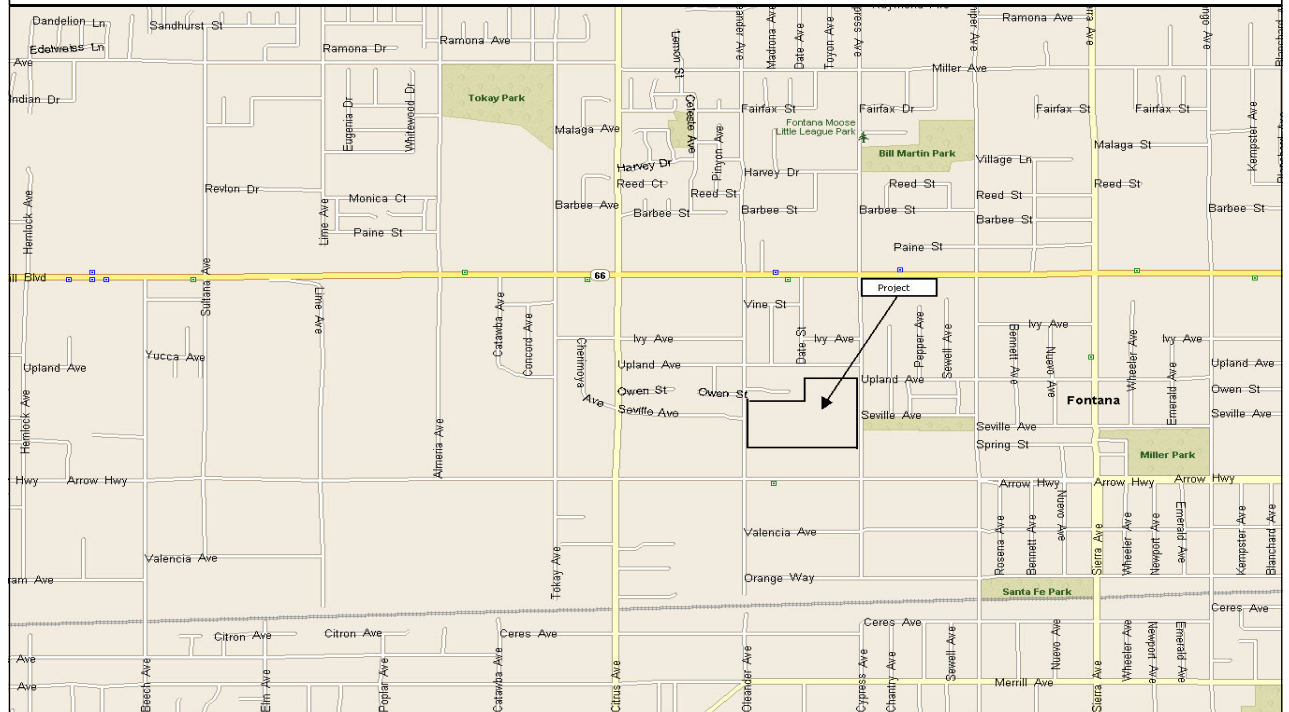 Dandelion Ln
Sandhurst St
Edelweiss Ln
Ave
Ramona Dr
Ramona Ave
Lemon St
Madrona Ave
Date Ave
Toyon Ave
Ramona Ave
Miller Ave
Indian Dr
Eugenia Dr
Whitewood Dr
Tokay Park
Malaga Ave
Celeste Ave
Pinyon Ave
Fairfax St
Fontana Moose
Little League Park
Fairfax Dr
Bill Martin Park
Fairfax St
Fairfax St
Malaga St
Kempster Ave
Harvey Dr
Harvey Dr
Village Ln
Revlon Dr
Monica Ct
Reed Ct
Reed St
Reed St
Reed St
Reed St
Hemlock Ave
Lime Ave
Paine St
Barbee Ave
Barbee St
Barbee St
Barbee St
Barbee St
Barbee St
Paine St
ill Blvd
Sultana Ave
66
Project
Lime Ave
Catawba Ave
Concord Ave
Vine St
Date St
Ivy Ave
Ivy Ave
Pepper Ave
Sewell Ave
Ivy Ave
Bennett Ave
Nuevo Ave
Wheeler Ave
Ivy Ave
Emerald Ave
Yucca Ave
Upland Ave
Chenimoya
Ave
Upland Ave
Upland Ave
Upland Ave
Owen St
Owen St
Owen St
Seville Ave
Seville Ave
Seville Ave
Seville Ave
Fontana
Hemlock Ave
Almeria Ave
Spring St
Miller Park
Hwy
Arrow Hwy
Arrow Hwy
Arrow Hwy
Arrow Hwy
Valencia Ave
Valencia Ave
Rosena Ave
Bennett Ave
Nuevo Ave
Sierra Ave
Wheeler Ave
Newport Ave
Emerald Ave
Kempster Ave
Blanchard Ave
Tokay Ave
Orange Way
Santa Fe Park
ram Ave
Ceres Ave
Citron Ave
Citron Ave
Ceres Ave
Ceres Ave
Ave
Ave
Beech Ave
Elm Ave
Poplar Ave
Catawba Ave
Citrus Ave
Oleander Ave
Cypress Ave
Chantry Ave
Sewell Ave
Nuevo Ave
Merrill Ave
Sierra Ave
Wheeler Ave
Newport Ave
Emerald Ave